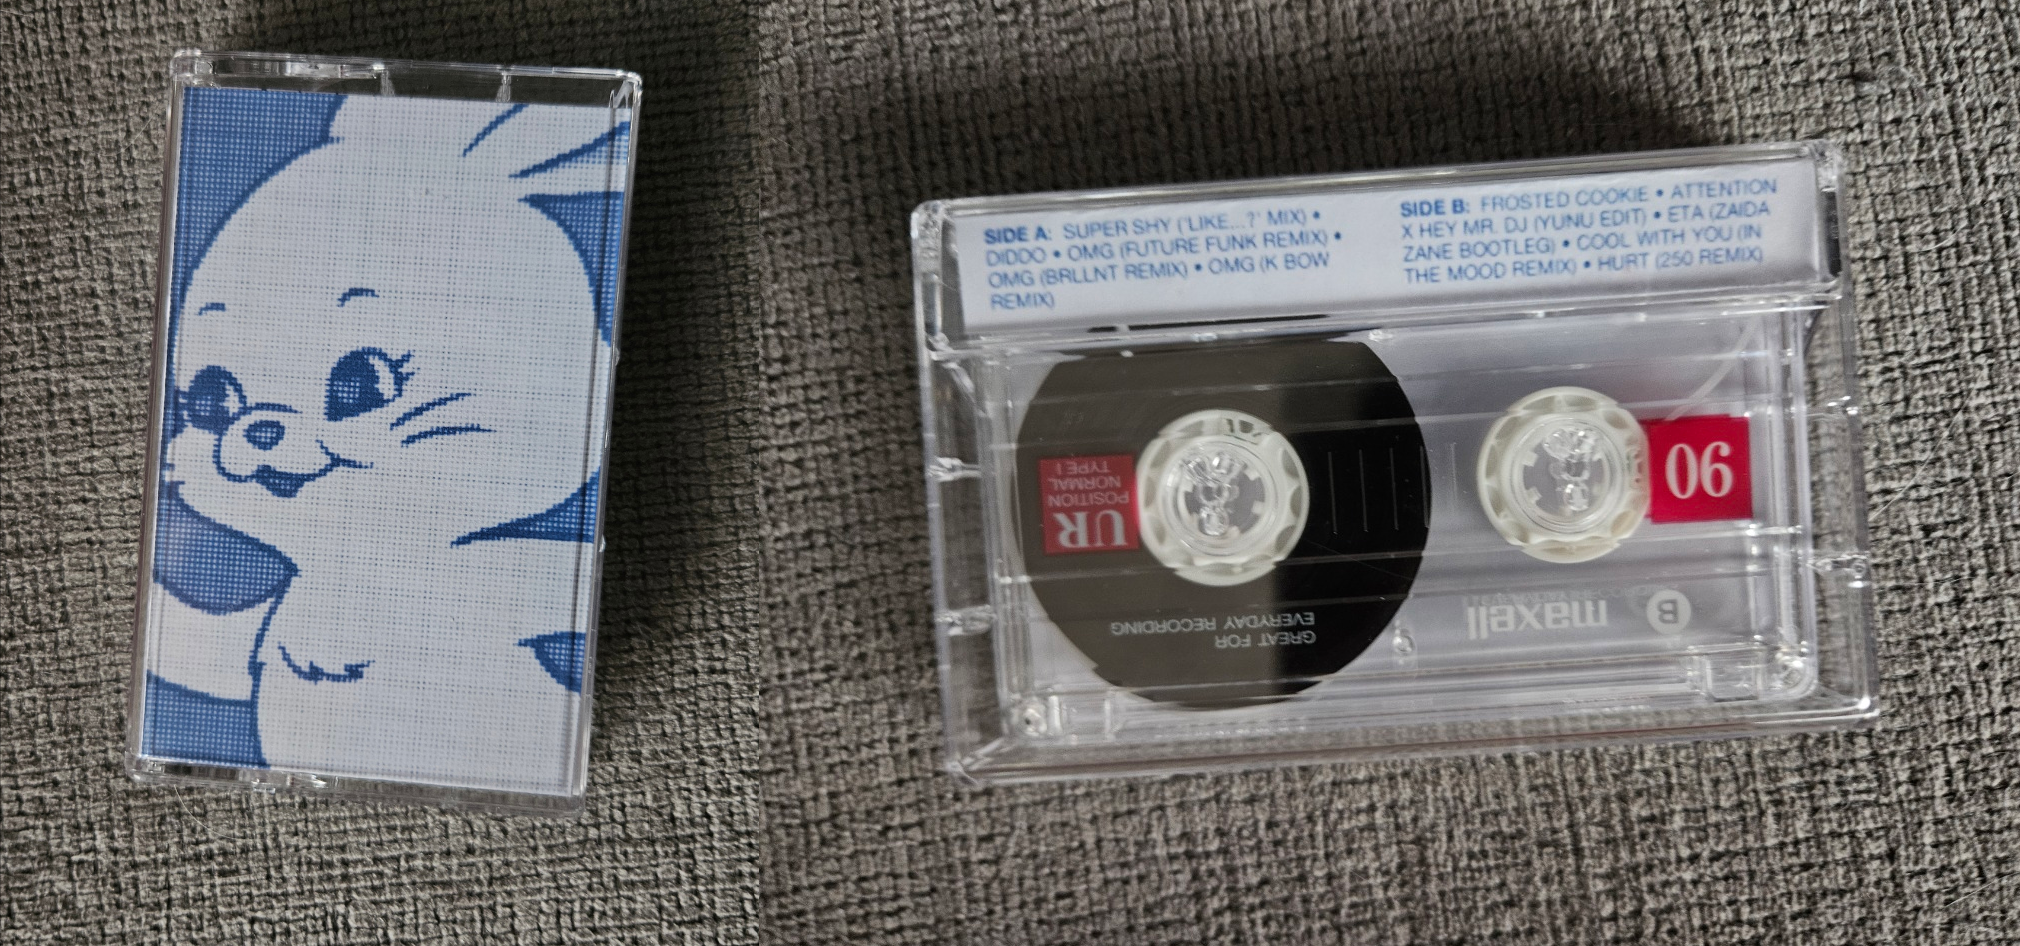 SIDE A: SUPER SHY ('LIKE...?' MIX) •
DIDOO • OMG (FUTURE FUNK REMIX) •
OMG (BRLLNT REMIX) • OMG (K BOW
REMIX)
SIDE B: FROSTED COOKIE • ATTENTION
X HEY MR. DJ (YUNU EDIT) • ETA (ZAIDA
ZANE BOOTLEG) • COOL WITH YOU (IN
THE MOOD REMIX) • HURT (250 REMIX)
UR
POSITION
NORMAL
TYPE I
90
B
maxell
GREAT FOR
EVERYDAY RECORDING